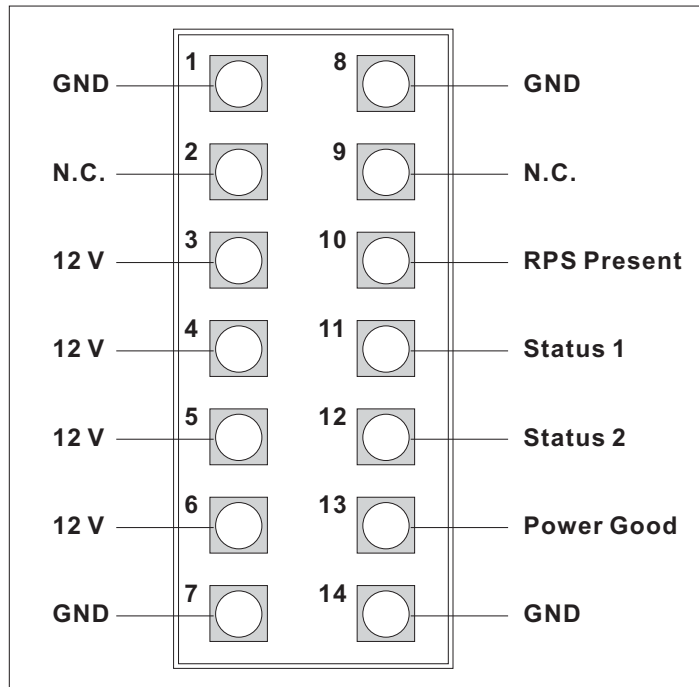 GND 1 8 GND
N.C. 2 9 N.C.
12 V 3 10 RPS Present
12 V 4 11 Status 1
12 V 5 12 Status 2
12 V 6 13 Power Good
GND 7 14 GND